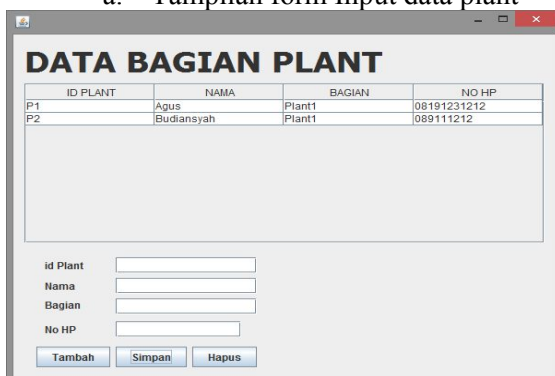 a. Tampilan form Input data plant
DATA BAGIAN PLANT
ID PLANT NAMA BAGIAN NO HP
P1 Agus Plant1 08191231212
P2 Budiansyah Plant1 089111212
id Plant
Nama
Bagian
No HP
Tambah Simpan Hapus